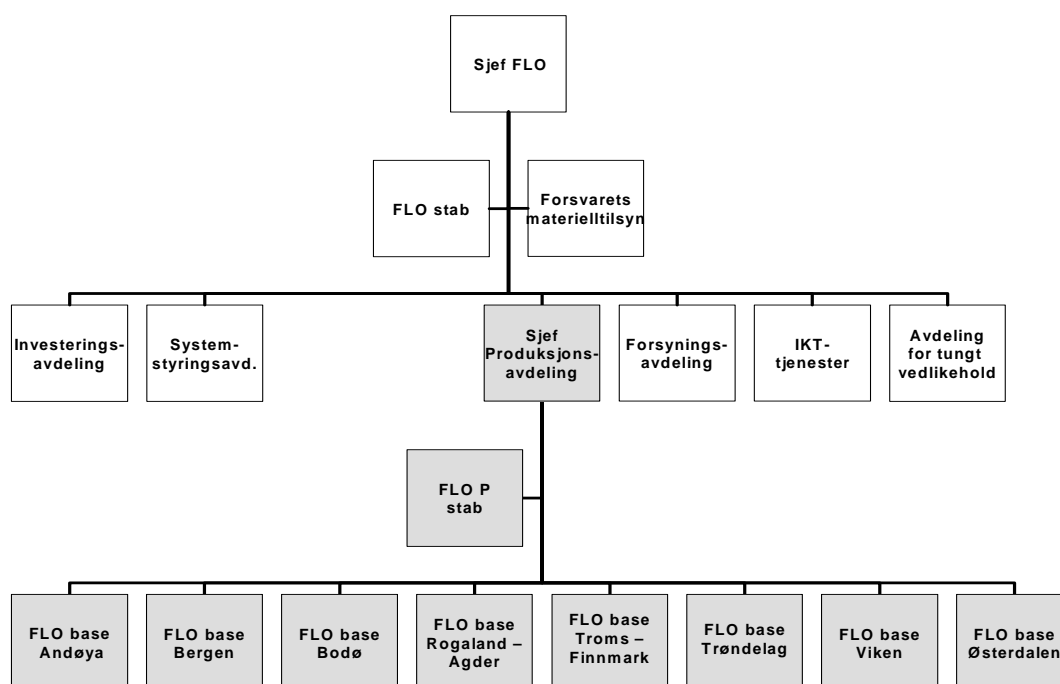 Sjef FLO
FLO stab
Forsvarets
materielltilsyn
Investerings-
avdeling
System-
styringsavd.
Sjef
Produksjons-
avdeling
Forsynings-
avdeling
IKT-
tjenester
Avdeling
for tungt
vedlikehold
FLO P
stab
FLO base
Andøya
FLO base
Bergen
FLO base
Bodø
FLO base
Rogaland –
Agder
FLO base
Troms –
Finnmark
FLO base
Trøndelag
FLO base
Viken
FLO base
Østerdalen